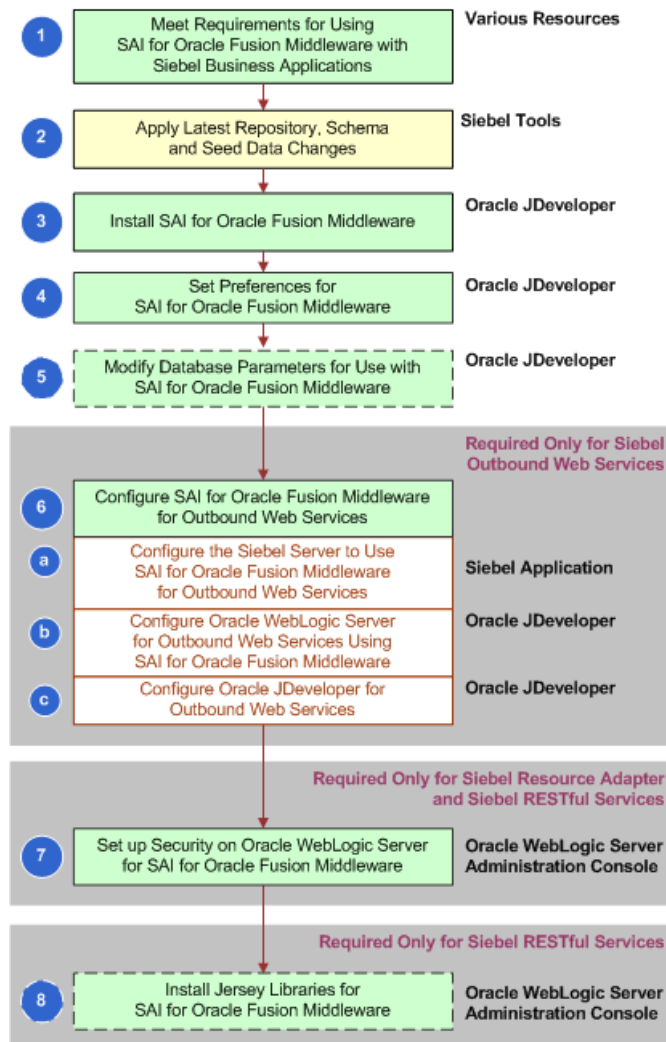 1
Meet Requirements for Using
SAI for Oracle Fusion Middleware with
Siebel Business Applications
Various Resources
2
Apply Latest Repository, Schema
and Seed Data Changes
Siebel Tools
3
Install SAI for Oracle Fusion Middleware
Oracle JDeveloper
4
Set Preferences for
SAI for Oracle Fusion Middleware
Oracle JDeveloper
5
Modify Database Parameters for Use with
SAI for Oracle Fusion Middleware
Oracle JDeveloper
Required Only for Siebel
Outbound Web Services
6
Configure SAI for Oracle Fusion Middleware
for Outbound Web Services
a
Configure the Siebel Server to Use
SAI for Oracle Fusion Middleware
for Outbound Web Services
Siebel Application
b
Configure Oracle WebLogic Server
for Outbound Web Services Using
SAI for Oracle Fusion Middleware
Oracle JDeveloper
c
Configure Oracle JDeveloper for
Outbound Web Services
Oracle JDeveloper
Required Only for Siebel Resource Adapter
and Siebel RESTful Services
7
Set up Security on Oracle WebLogic Server
for SAI for Oracle Fusion Middleware
Oracle WebLogic Server
Administration Console
Required Only for Siebel RESTful Services
8
Install Jersey Libraries for
SAI for Oracle Fusion Middleware
Oracle WebLogic Server
Administration Console